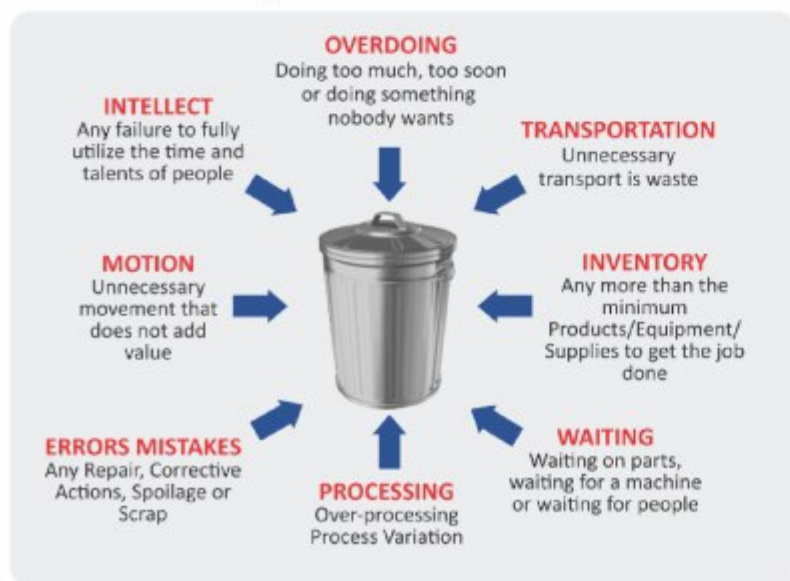 OVERDOING
Doing too much, too soon
or doing something
nobody wants
TRANSPORTATION
Unnecessary
transport is waste
INVENTORY
Any more than the
minimum
Products/Equipment/
Supplies to get the job
done
WAITING
Waiting on parts,
waiting for a machine
or waiting for people
PROCESSING
Over-processing
Process Variation
ERRORS MISTAKES
Any Repair, Corrective
Actions, Spoilage or
Scrap
MOTION
Unnecessary
movement that
does not add
value
INTELLECT
Any failure to fully
utilize the time and
talents of people